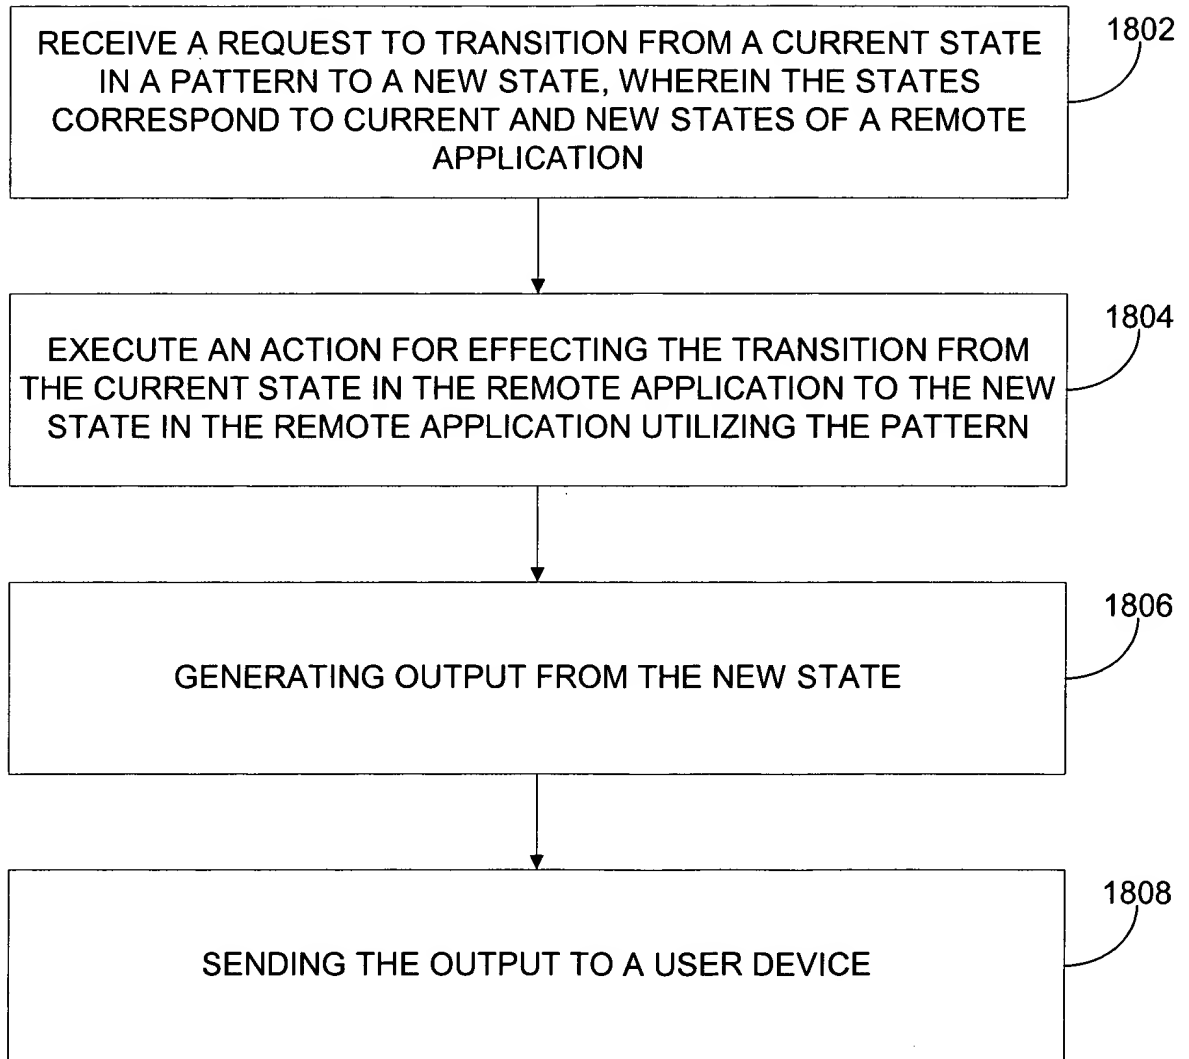 RECEIVE A REQUEST TO TRANSITION FROM A CURRENT STATE
IN A PATTERN TO A NEW STATE, WHEREIN THE STATES
CORRESPOND TO CURRENT AND NEW STATES OF A REMOTE
APPLICATION
1802
EXECUTE AN ACTION FOR EFFECTING THE TRANSITION FROM
THE CURRENT STATE IN THE REMOTE APPLICATION TO THE NEW
STATE IN THE REMOTE APPLICATION UTILIZING THE PATTERN
1804
GENERATING OUTPUT FROM THE NEW STATE
1806
SENDING THE OUTPUT TO A USER DEVICE
1808